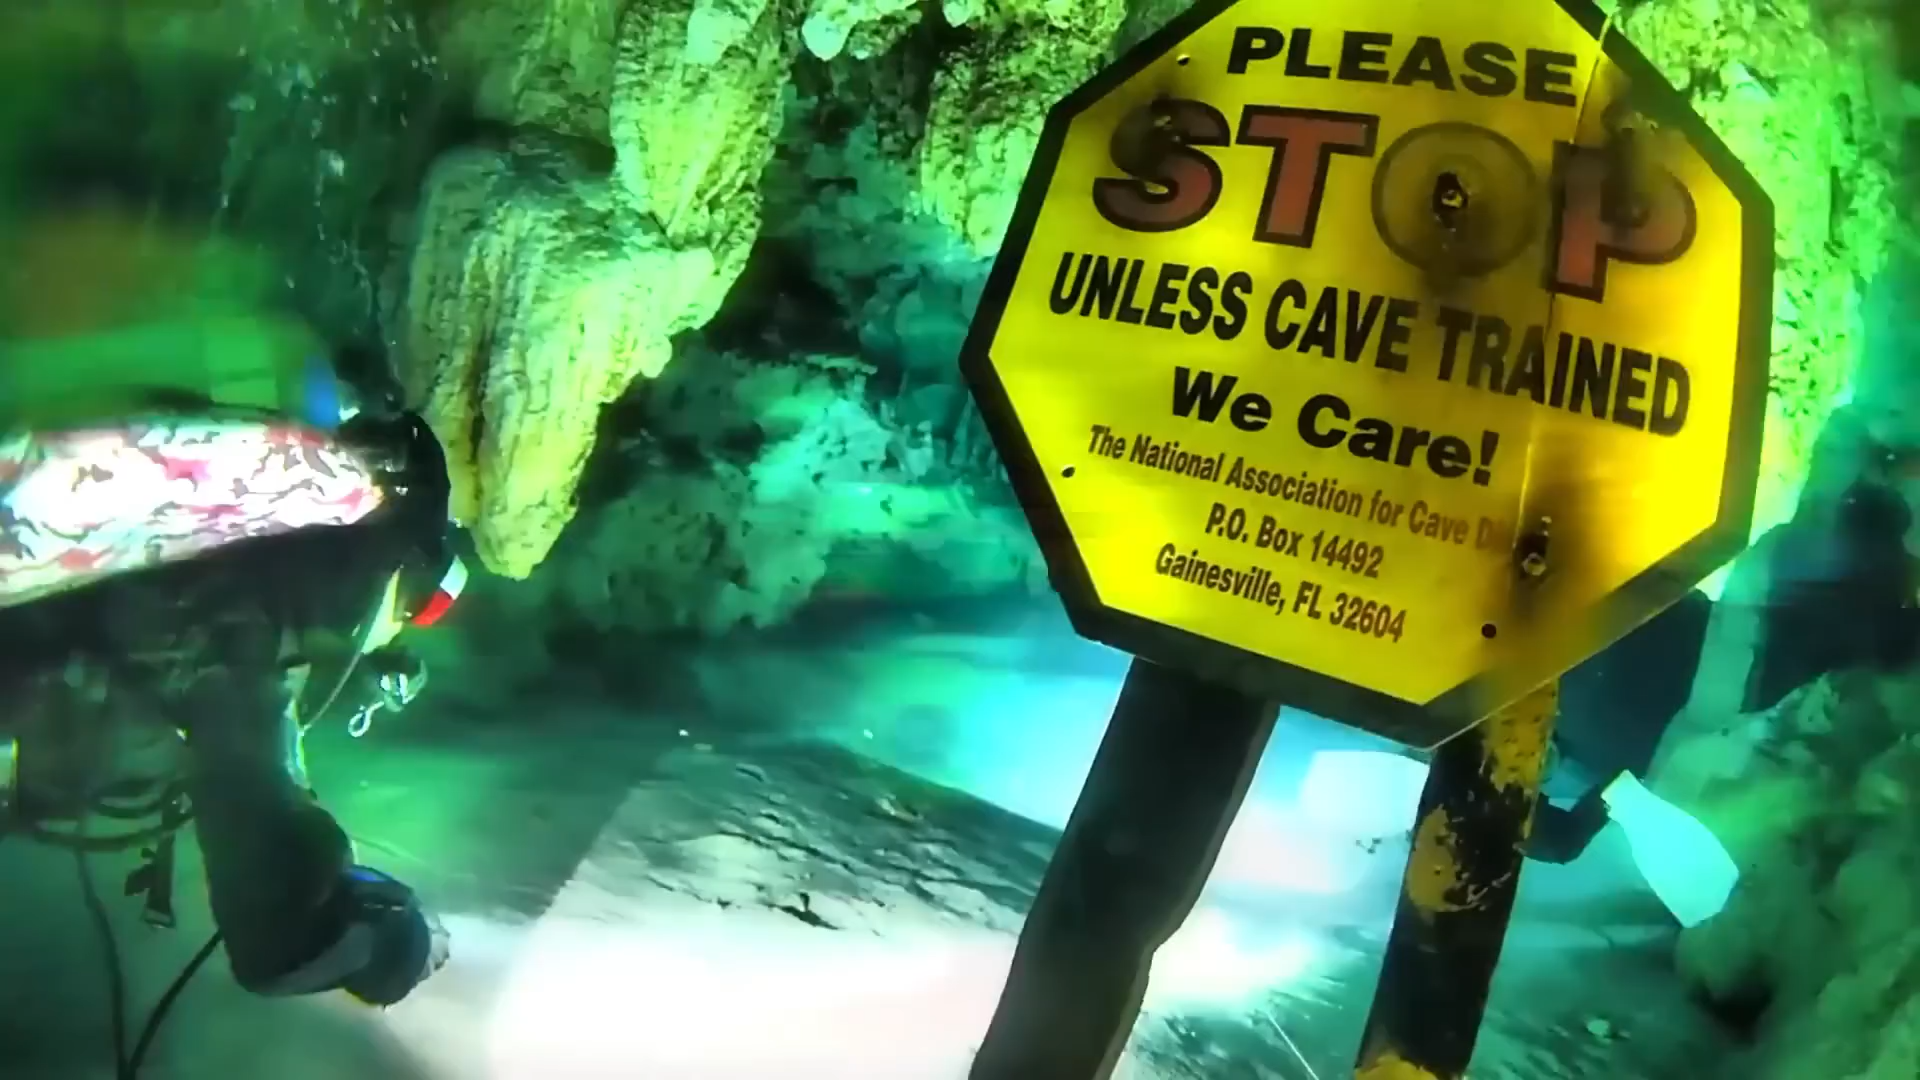 PLEASE
STOP
UNLESS CAVE TRAINED
We Care!
The National Association for Cave D
P.O. Box 14492
Gainesville, FL 32604